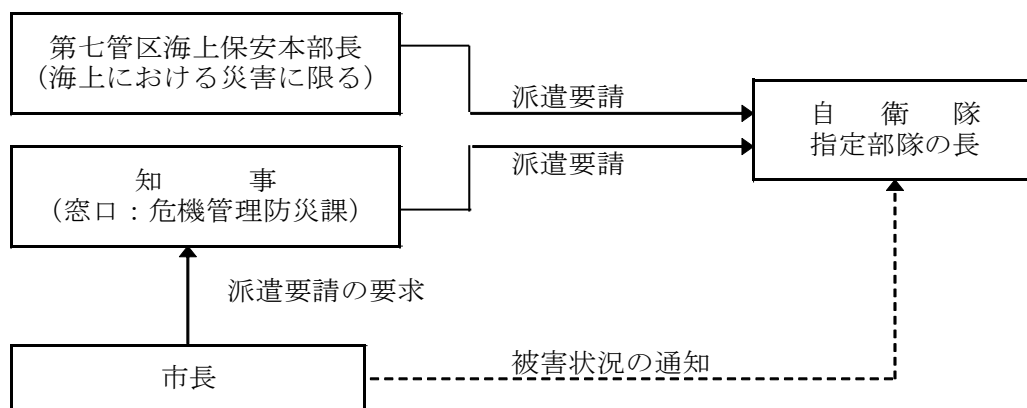 第七管区海上保安本部長
（海上における災害に限る）
派遣要請
自　衛　隊
指定部隊の長
知　　　事
（窓口：危機管理防災課）
派遣要請
派遣要請の要求
市長
被害状況の通知